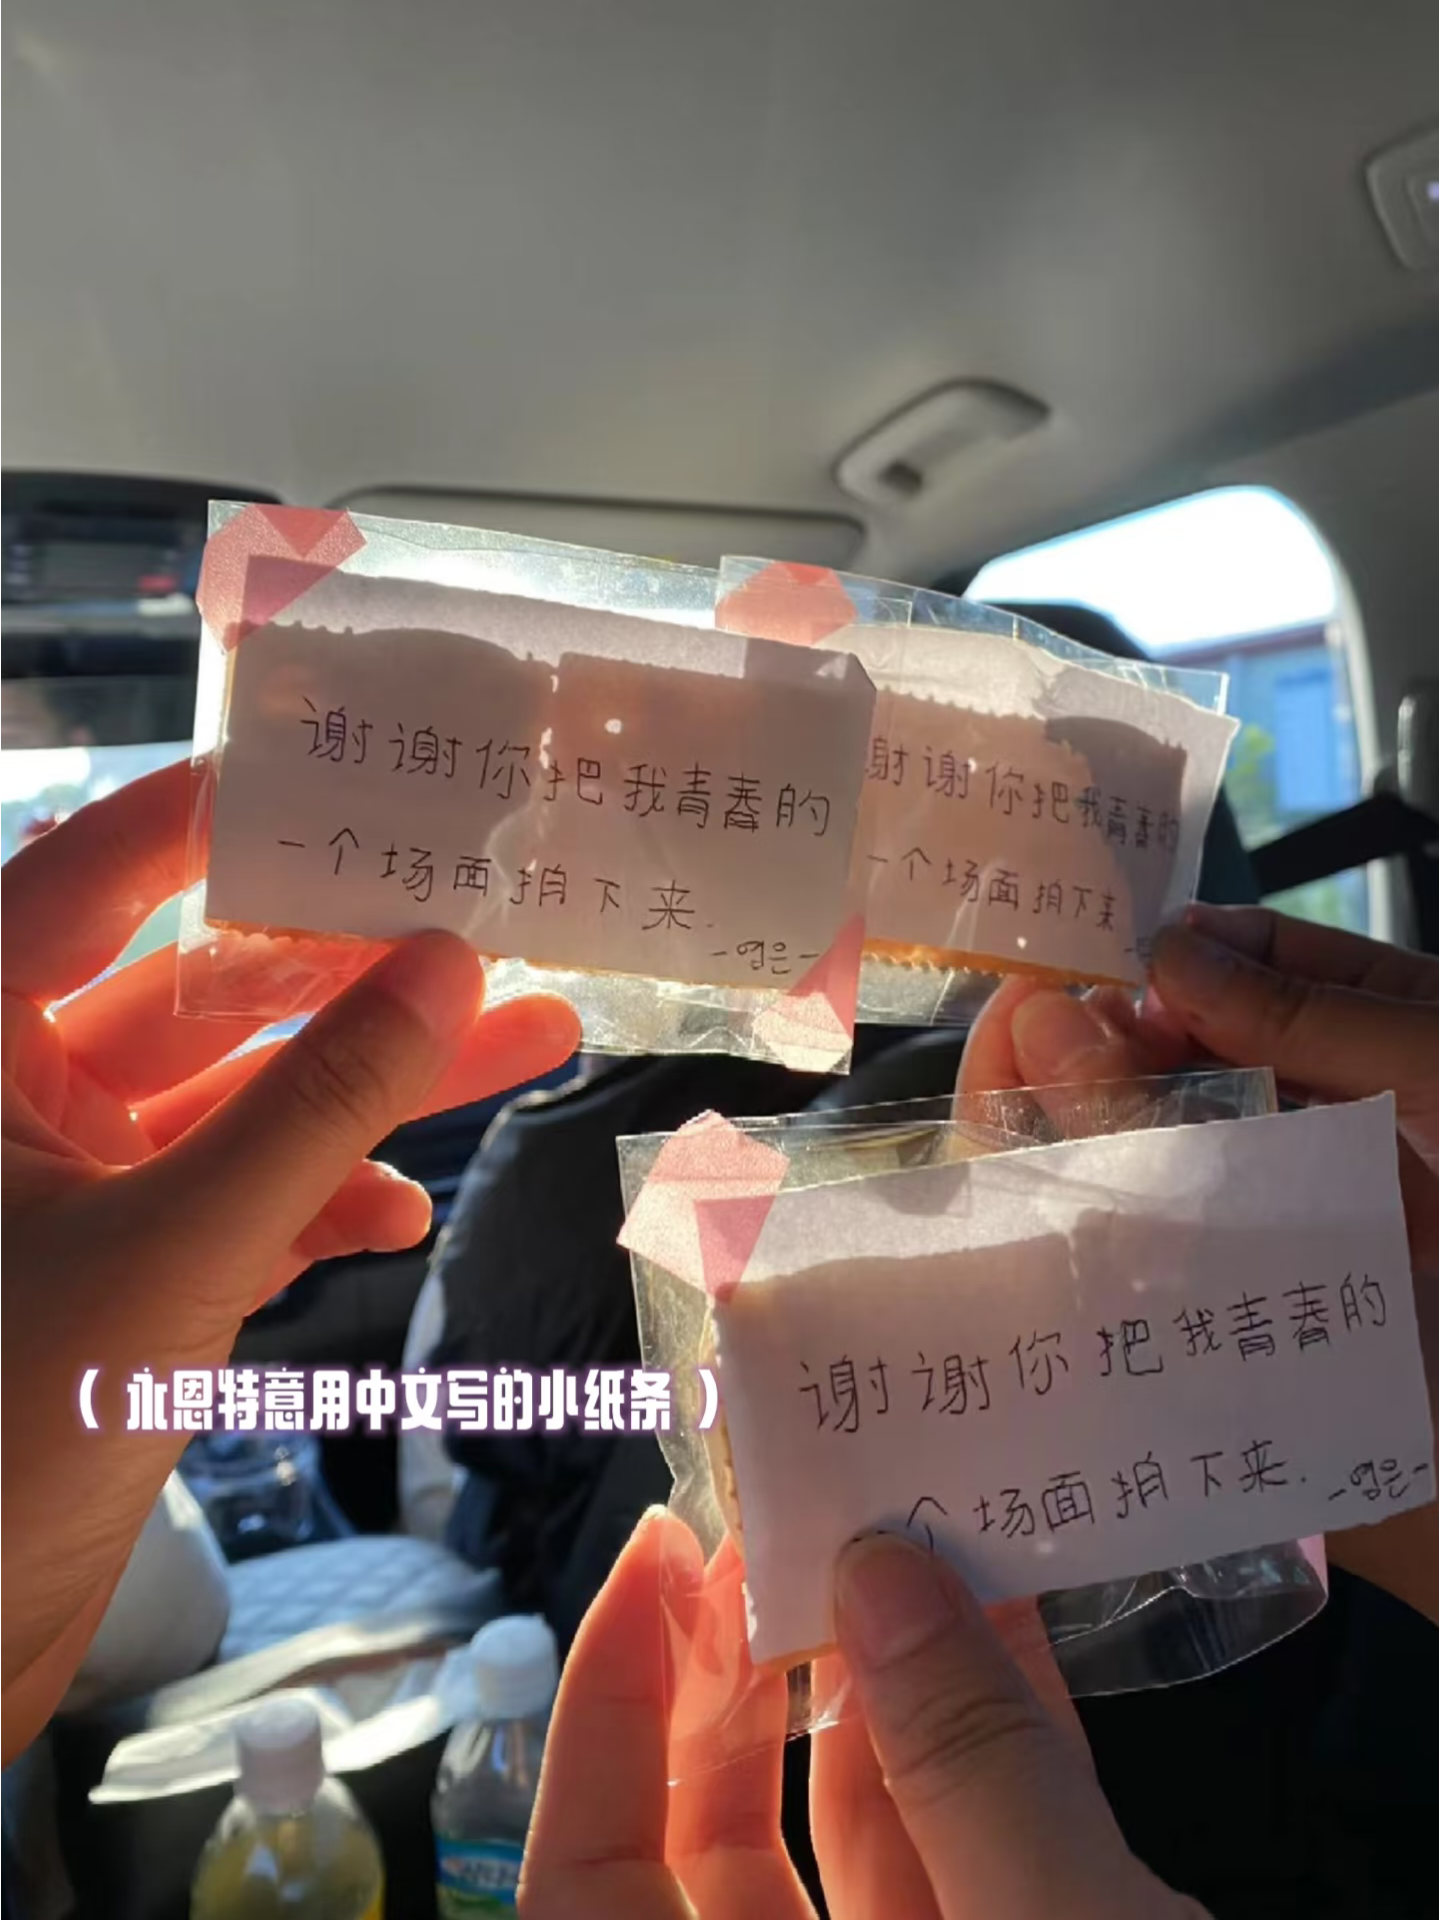 谢谢你把我青春的
一个场面拍下来.
-영은-
谢谢你把我青春的
一个场面拍下来
谢谢你把我青春的
一个场面拍下来.
-영은-
( 永恩特意用中文写的小纸条 )